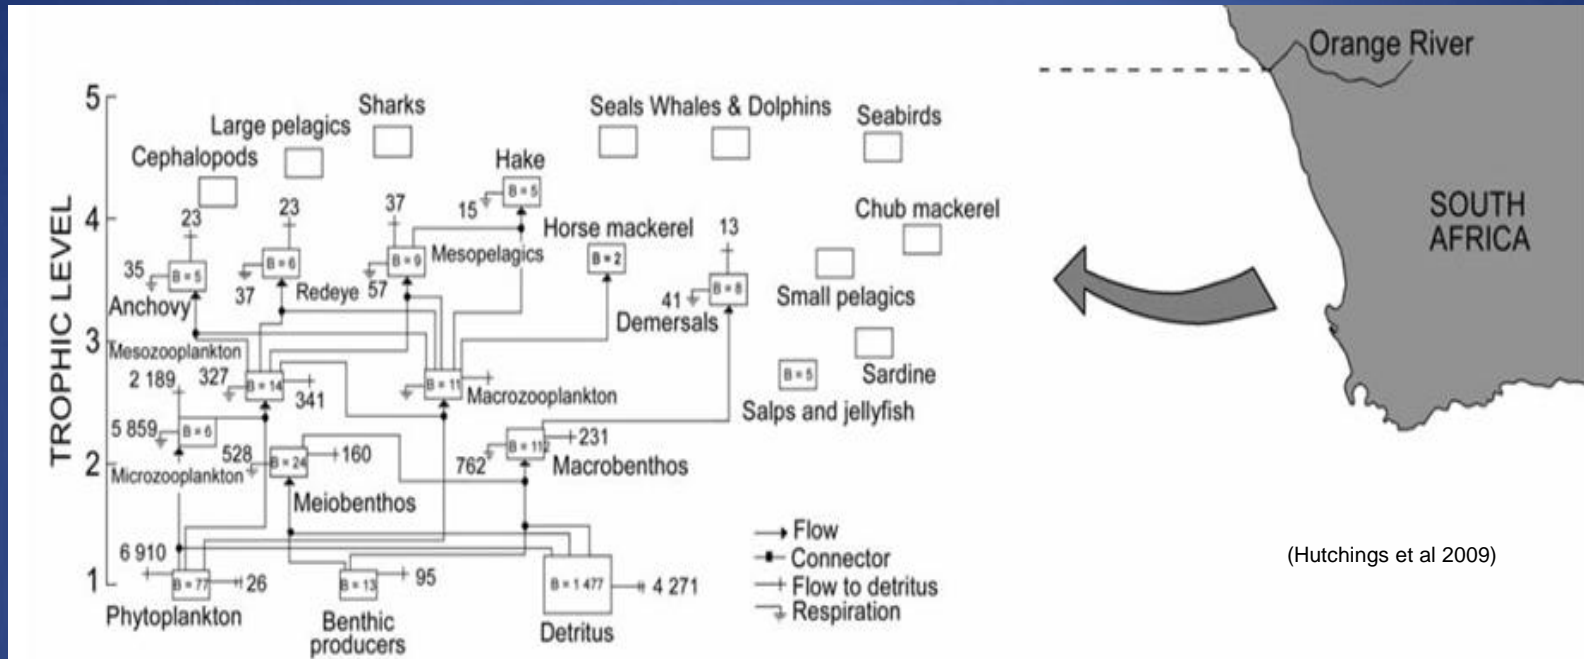 Orange River
SOUTH
AFRICA
(Hutchings et al 2009)
TROPHIC LEVEL
5
4
3
2
1
Sharks
Large pelagics
Cephalopods
Seals Whales & Dolphins
Seabirds
Hake
B = 5
15
Chub mackerel
23
23
37
13
Horse mackerel
B = 2
Mesopelagics
B = 9
57
35
B = 5
Anchovy
B = 6
37
Redeye
41
B = 8
Demersals
Small pelagics
Sardine
B = 5
Salps and jellyfish
Mesozooplankton
2 189
327
B = 14
341
B = 11
Macrozooplankton
5 859
B = 6
Microzooplankton
528
B = 24
160
Meiobenthos
762
B = 112
231
Macrobenthos
6 910
B = 77
26
Phytoplankton
B = 13
95
Benthic
producers
B = 1 477
4 271
Detritus
Flow
Connector
Flow to detritus
Respiration